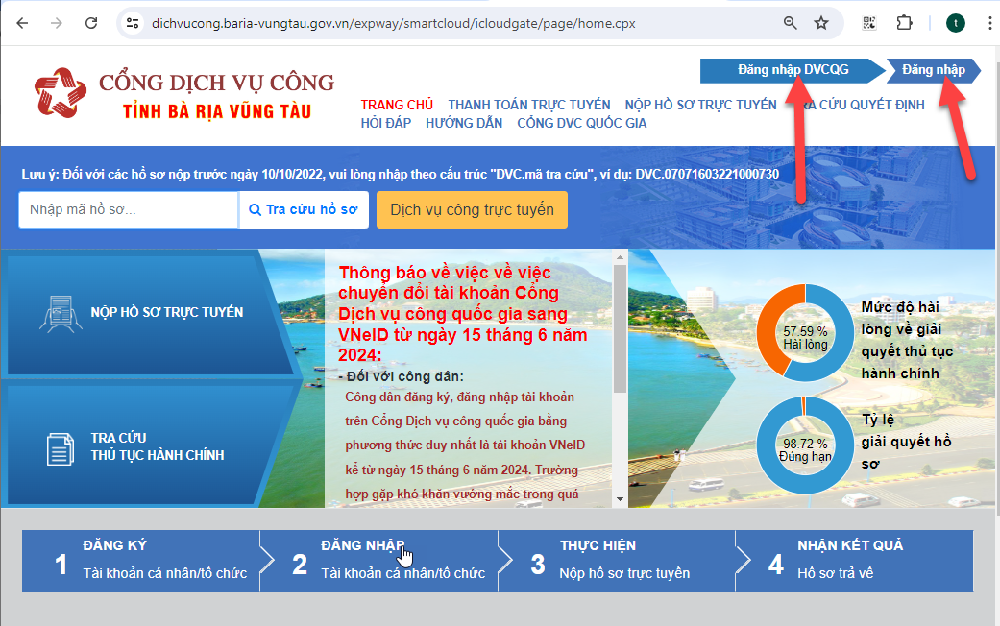 dichvucong.baria-vungtau.gov.vn/expway/smartcloud/icloudgate/page/home.cpx
t
CỔNG DỊCH VỤ CÔNG
TỈNH BÀ RỊA VŨNG TÀU
Đăng nhập DVCQG
Đăng nhập
TRANG CHỦ THANH TOÁN TRỰC TUYẾN NỘP HỒ SƠ TRỰC TUYẾN RA CỨU QUYẾT ĐỊNH
HỎI ĐÁP HƯỚNG DẪN CỔNG DVC QUỐC GIA
Lưu ý: Đối với các hồ sơ nộp trước ngày 10/10/2022, vui lòng nhập theo cấu trúc "DVC.mã tra cứu", ví dụ: DVC.07071603221000730
Nhập mã hồ sơ...
Tra cứu hồ sơ
Dịch vụ công trực tuyến
NỘP HỒ SƠ TRỰC TUYẾN
TRA CỨU
THỦ TỤC HÀNH CHÍNH
Thông báo về việc về việc
chuyển đổi tài khoản Cổng
Dịch vụ công quốc gia sang
VNeID từ ngày 15 tháng 6 năm
2024:
- Đối với công dân:
Công dân đăng ký, đăng nhập tài khoản
trên Cổng Dịch vụ công quốc gia bằng
phương thức duy nhất là tài khoản VNeID
kể từ ngày 15 tháng 6 năm 2024. Trường
hợp gặp khó khăn vướng mắc trong quá
57.59 %
Hài lòng
Mức độ hài
lòng về giải
quyết thủ tục
hành chính
98.72 %
Đúng hạn
Tỷ lệ
giải quyết hồ
sơ
1
ĐĂNG KÝ
Tài khoản cá nhân/tổ chức
2
ĐĂNG NHẬP
Tài khoản cá nhân/tổ chức
3
THỰC HIỆN
Nộp hồ sơ trực tuyến
4
NHẬN KẾT QUẢ
Hồ sơ trả về